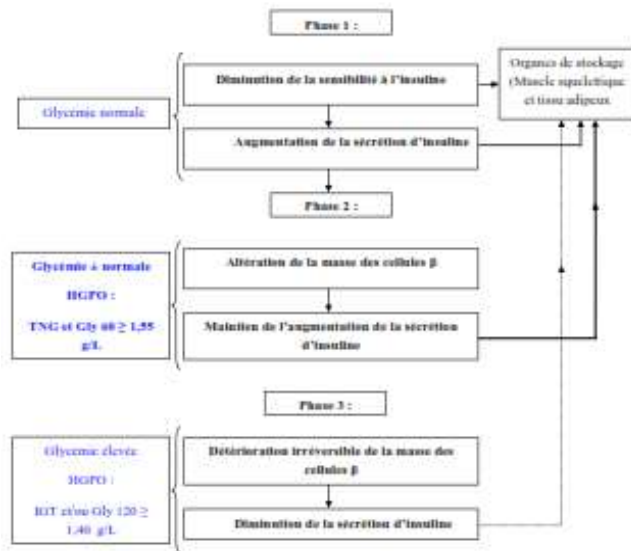 Phase 1 :
Diminution de la sensibilité à l'insuline
Organes de stockage
(Muscle squelettique
et tissu adipeux
Glycémie normale
Augmentation de la sécrétion d'insuline
Phase 2 :
Glycémie ± normale
HGPO :
TNG et Gly 60 ≥ 1,55
g/L
Altération de la masse des cellules β
Maintien de l'augmentation de la sécrétion
d'insuline
Phase 3 :
Glycémie élevée
HGPO :
IGT et/ou Gly 120 ≥
1.40 g/L
Détérioration irréversible de la masse des
cellules β
Diminution de la sécrétion d'insuline